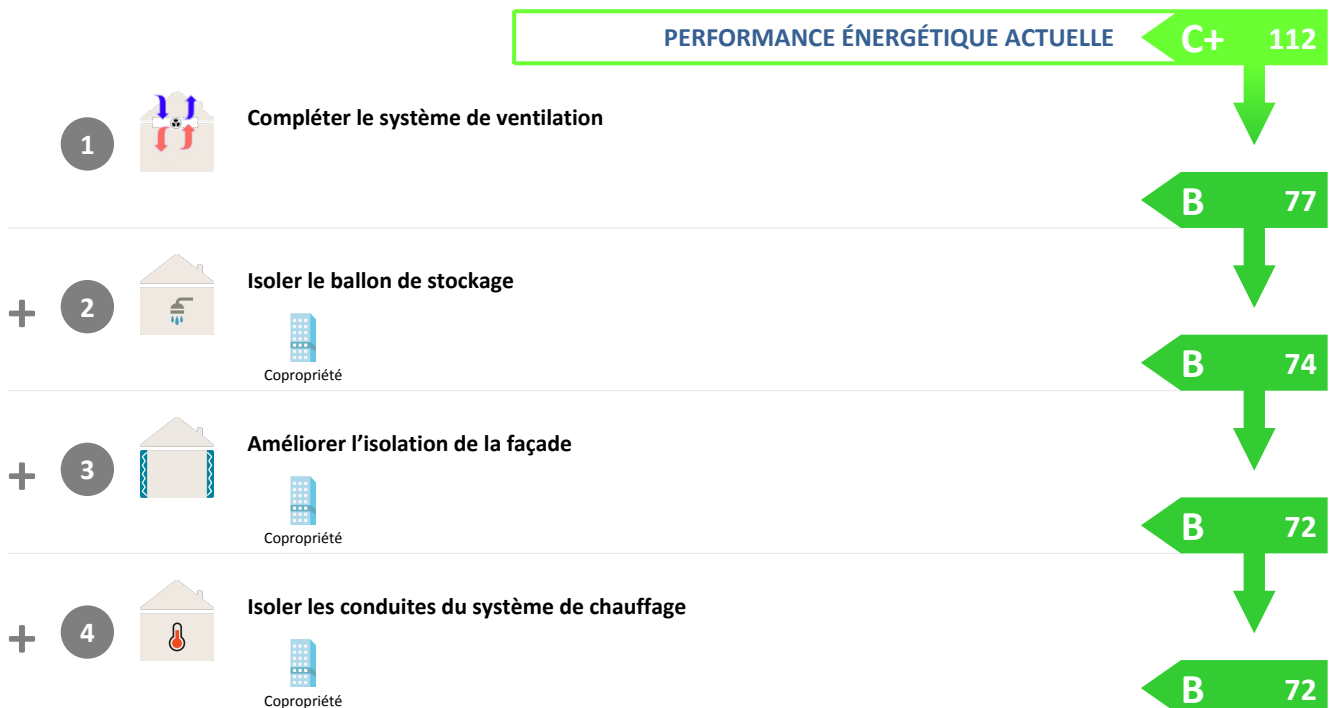 PERFORMANCE ÉNERGÉTIQUE ACTUELLE C+ 112
1 Compléter le système de ventilation
B 77
+ 2 Isoler le ballon de stockage
Copropriété
B 74
+ 3 Améliorer l’isolation de la façade
Copropriété
B 72
+ 4 Isoler les conduites du système de chauffage
Copropriété
B 72